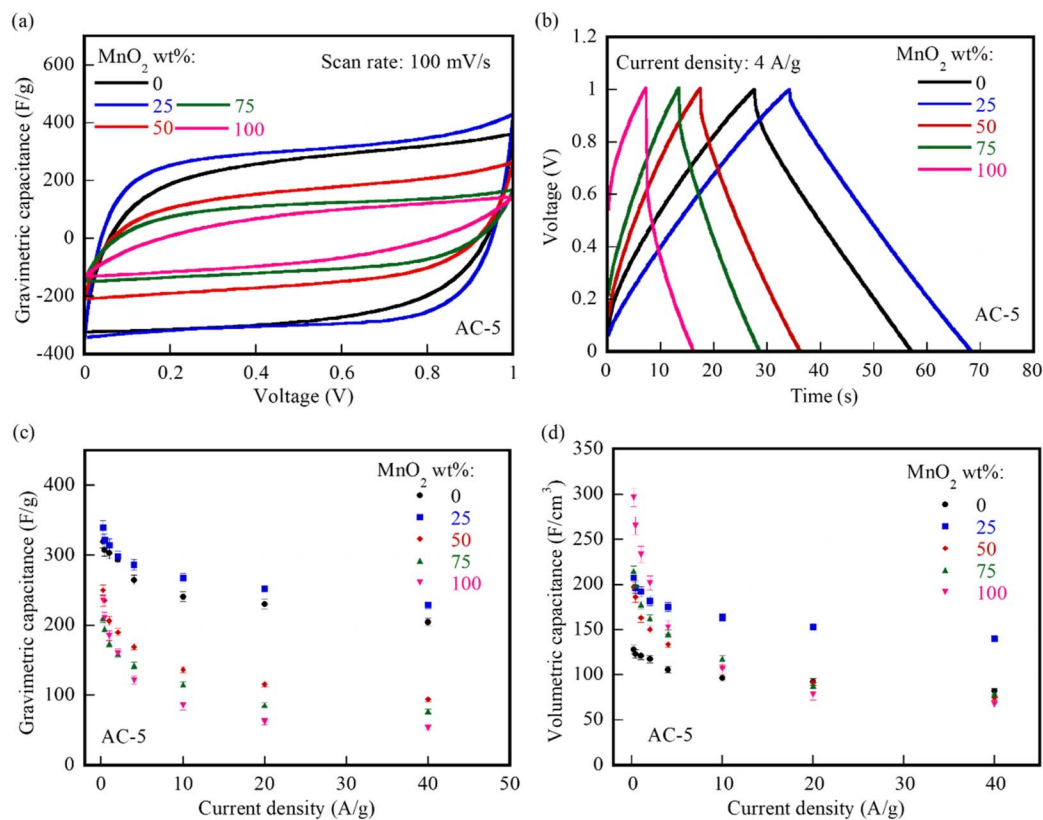 (a)
MnO2 wt%:
0
25 75
50 100
Scan rate: 100 mV/s
AC-5
600
400
200
0
-200
-400
Gravimetric capacitance (F/g)
0 0.2 0.4 0.6 0.8 1
Voltage (V)
(b)
Current density: 4 A/g
MnO2 wt%:
0
25
50
75
100
AC-5
1.2
1
0.8
0.6
0.4
0.2
0
Voltage (V)
0 10 20 30 40 50 60 70 80
Time (s)
(c)
MnO2 wt%:
0
25
50
75
100
AC-5
400
300
200
100
0
Gravimetric capacitance (F/g)
0 10 20 30 40 50
Current density (A/g)
(d)
MnO2 wt%:
0
25
50
75
100
AC-5
350
300
250
200
150
100
50
0
Volumetric capacitance (F/cm3)
0 10 20 30 40
Current density (A/g)